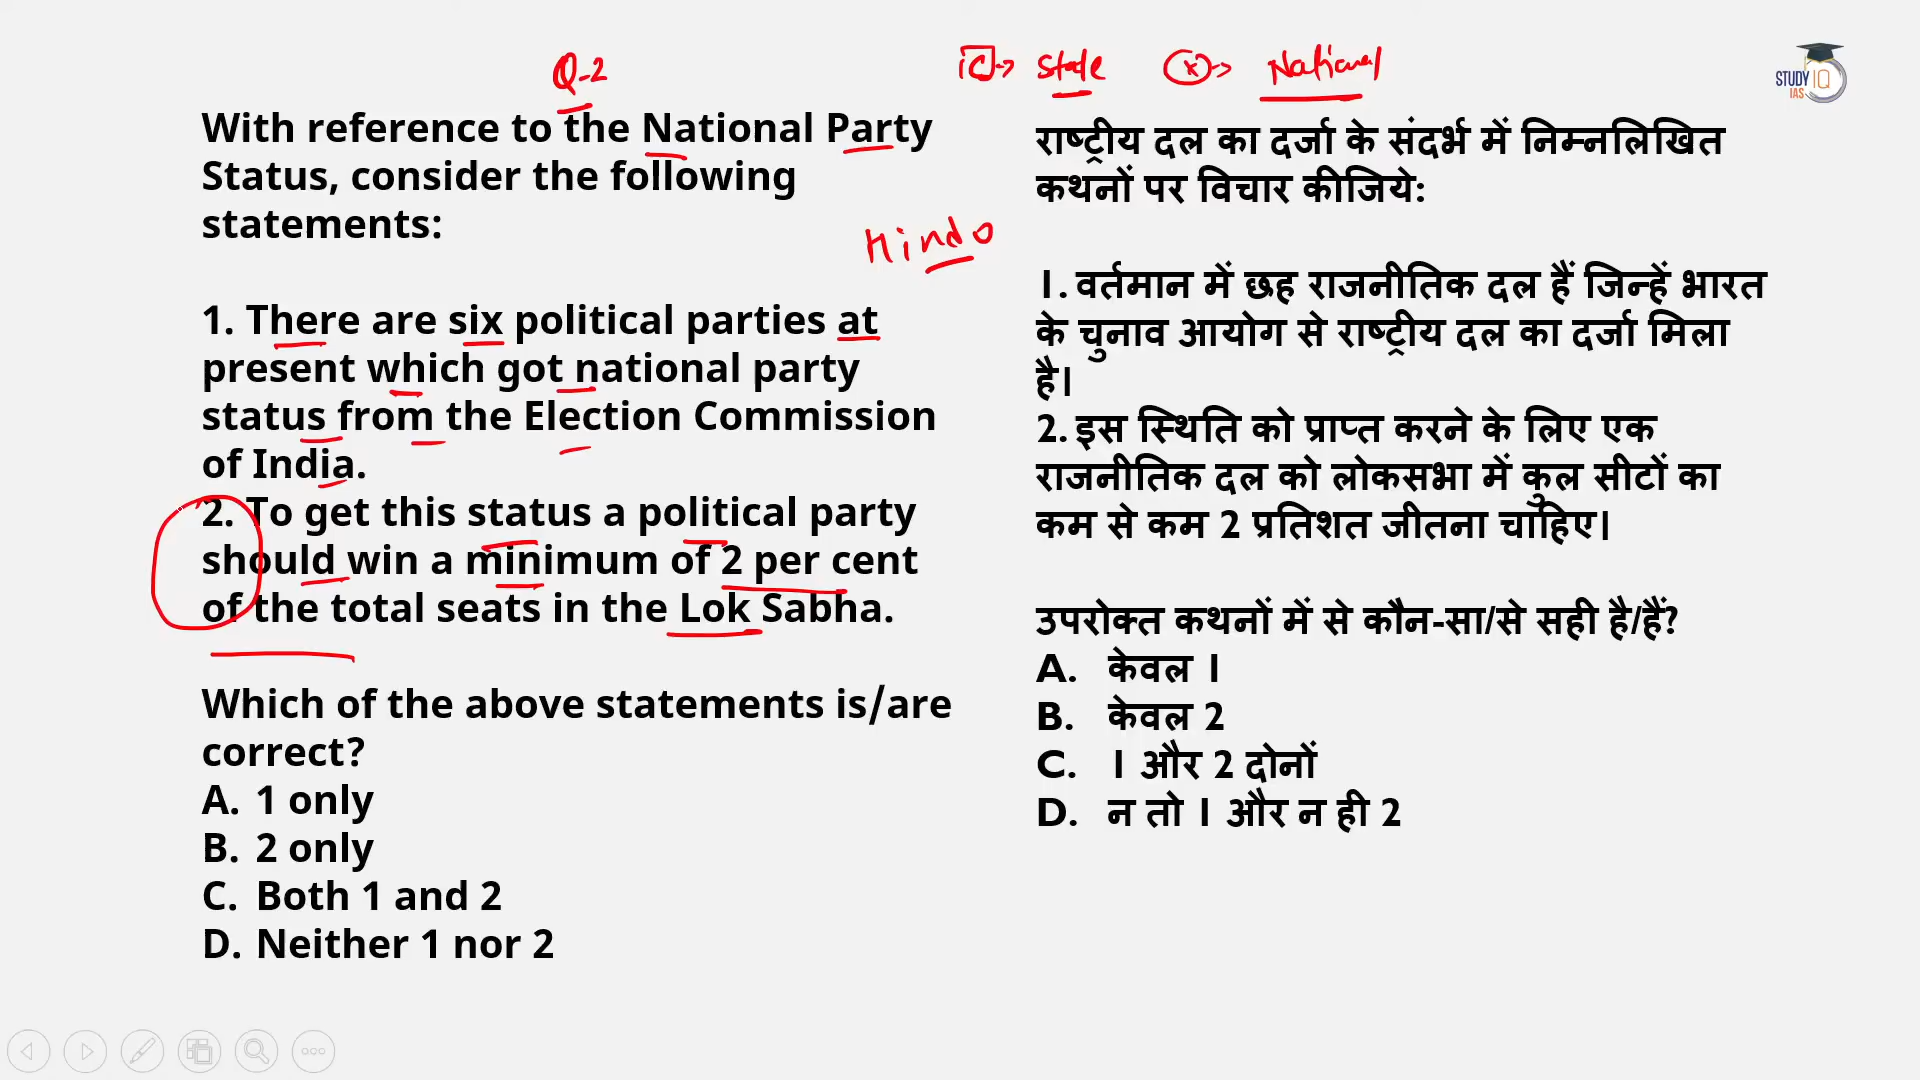 Q-2
State
National
STUDY IQ
IAS
With reference to the National Party
Status, consider the following
statements:
Hindo
1. There are six political parties at
present which got national party
status from the Election Commission
of India.
2. To get this status a political party
should win a minimum of 2 per cent
of the total seats in the Lok Sabha.
Which of the above statements is/are
correct?
A. 1 only
B. 2 only
C. Both 1 and 2
D. Neither 1 nor 2
राष्ट्रीय दल का दर्जा के संदर्भ में निम्नलिखित
कथनों पर विचार कीजिये:
1. वर्तमान में छह राजनीतिक दल हैं जिन्हें भारत
के चुनाव आयोग से राष्ट्रीय दल का दर्जा मिला
है।
2. इस स्थिति को प्राप्त करने के लिए एक
राजनीतिक दल को लोकसभा में कुल सीटों का
कम से कम 2 प्रतिशत जीतना चाहिए।
उपरोक्त कथनों में से कौन-सा/से सही है/हैं?
A. केवल 1
B. केवल 2
C. 1 और 2 दोनों
D. न तो 1 और न ही 2